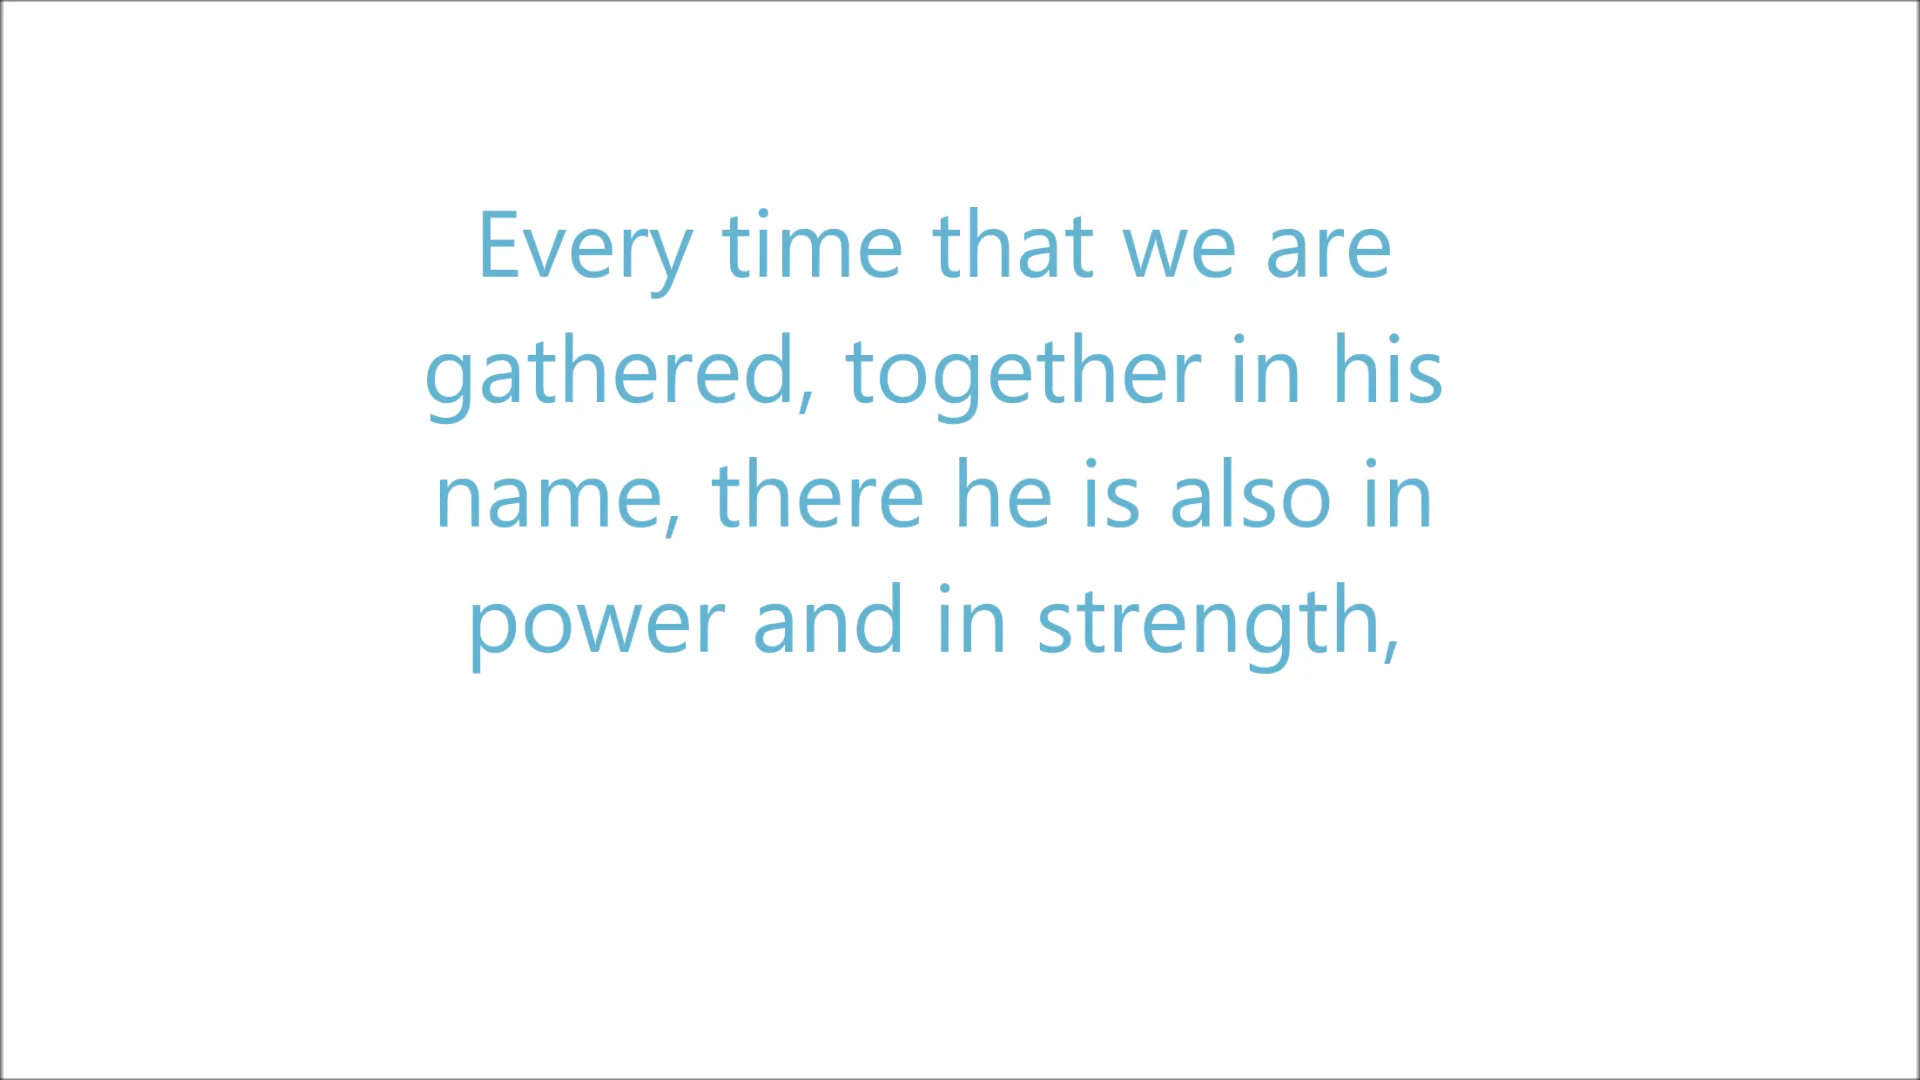 Every time that we are
gathered, together in his
name, there he is also in
power and in strength,